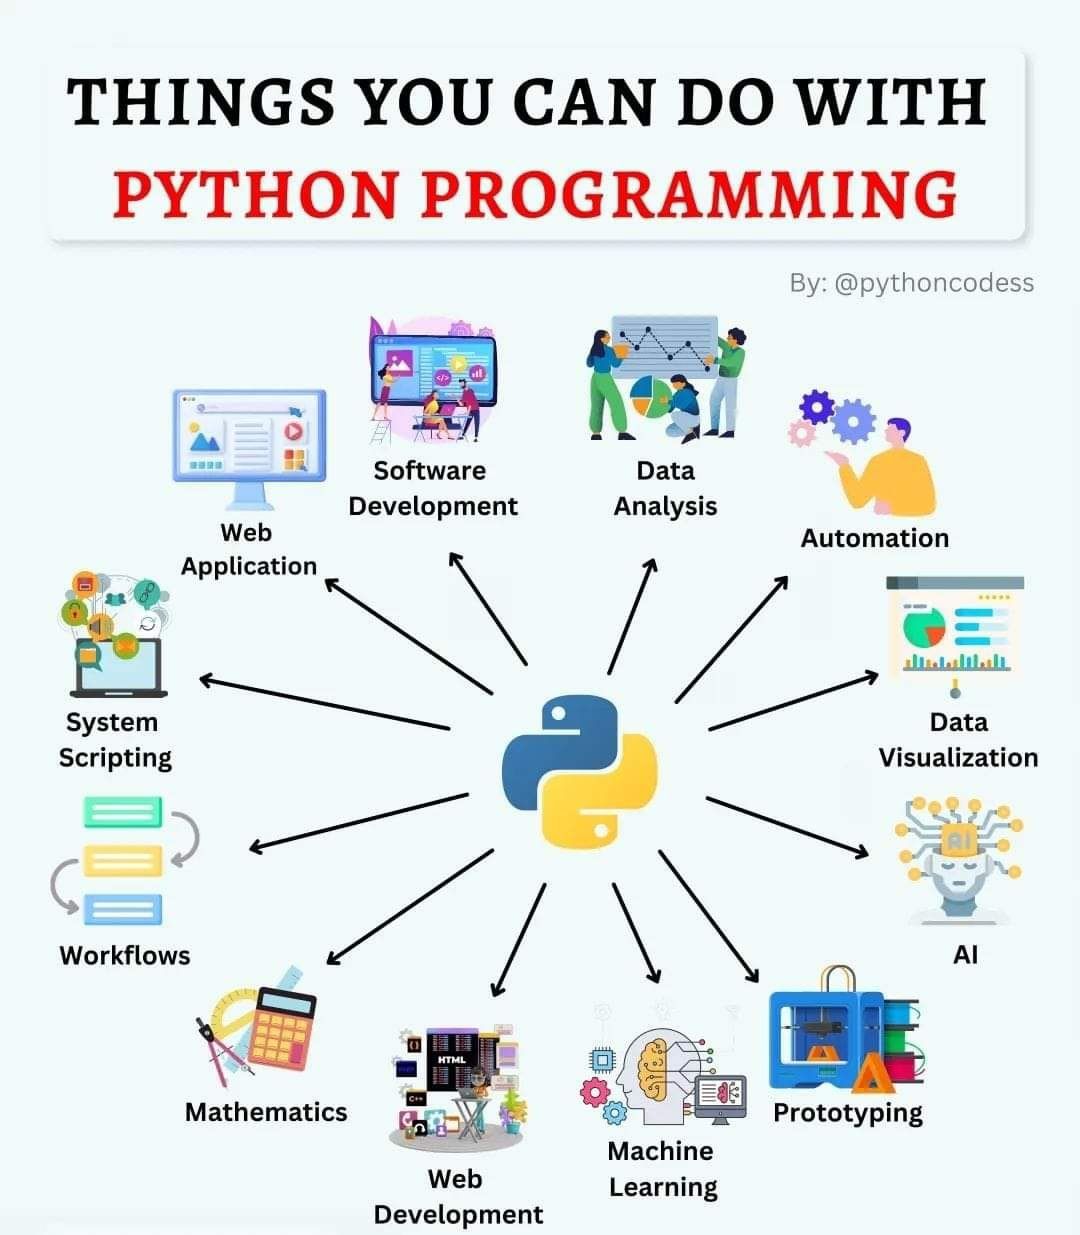 THINGS YOU CAN DO WITH
PYTHON PROGRAMMING
By: @pythoncodess
Software
Development
Data
Analysis
Web
Application
Automation
System
Scripting
Data
Visualization
Workflows
AI
AI
Mathematics
HTML
C++
Web
Development
Machine
Learning
Prototyping